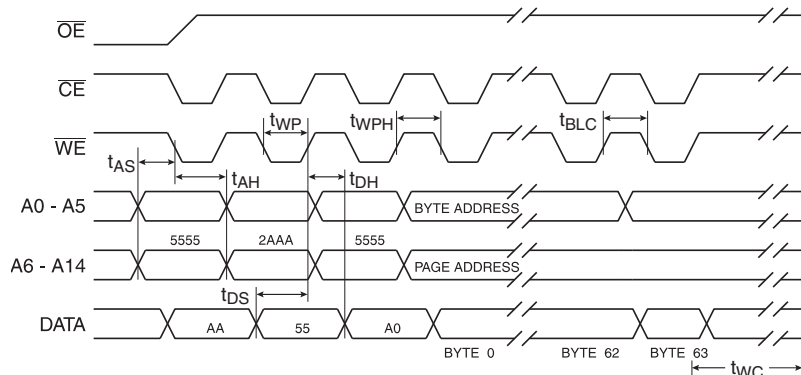 OE
CE
tWP tWPH tBLC
WE
tAS
tAH tDH
A0 - A5 BYTE ADDRESS
5555 2AAA 5555
A6 - A14 PAGE ADDRESS
tDS
DATA AA 55 A0
BYTE 0 BYTE 62 BYTE 63
tWC